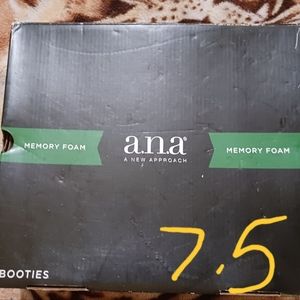 MEMORY FOAM
a.n.a®
A NEW APPROACH
MEMORY FOAM
BOOTIES
7.5